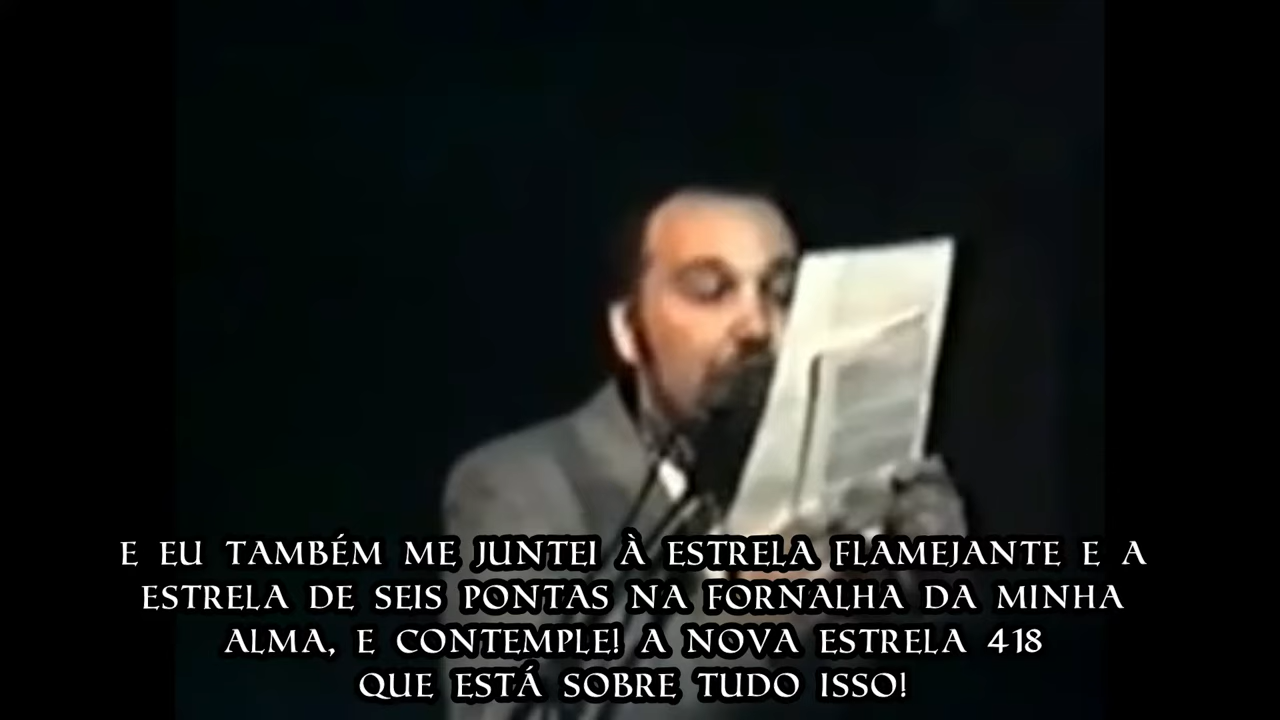 E EU TAMBÉM ME JUNTEI À ESTRELA FLAMEJANTE E A
ESTRELA DE SEIS PONTAS NA FORNALHA DA MINHA
ALMA, E CONTEMPLE! A NOVA ESTRELA 418
QUE ESTÁ SOBRE TUDO ISSO!